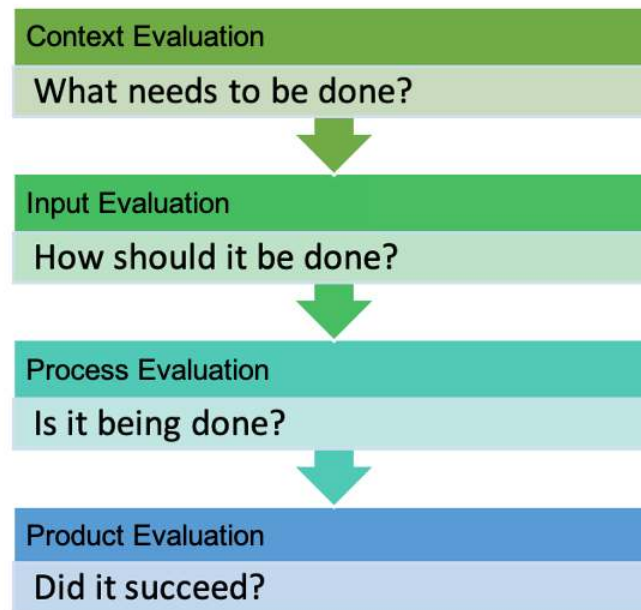 Context Evaluation
What needs to be done?
Input Evaluation
How should it be done?
Process Evaluation
Is it being done?
Product Evaluation
Did it succeed?